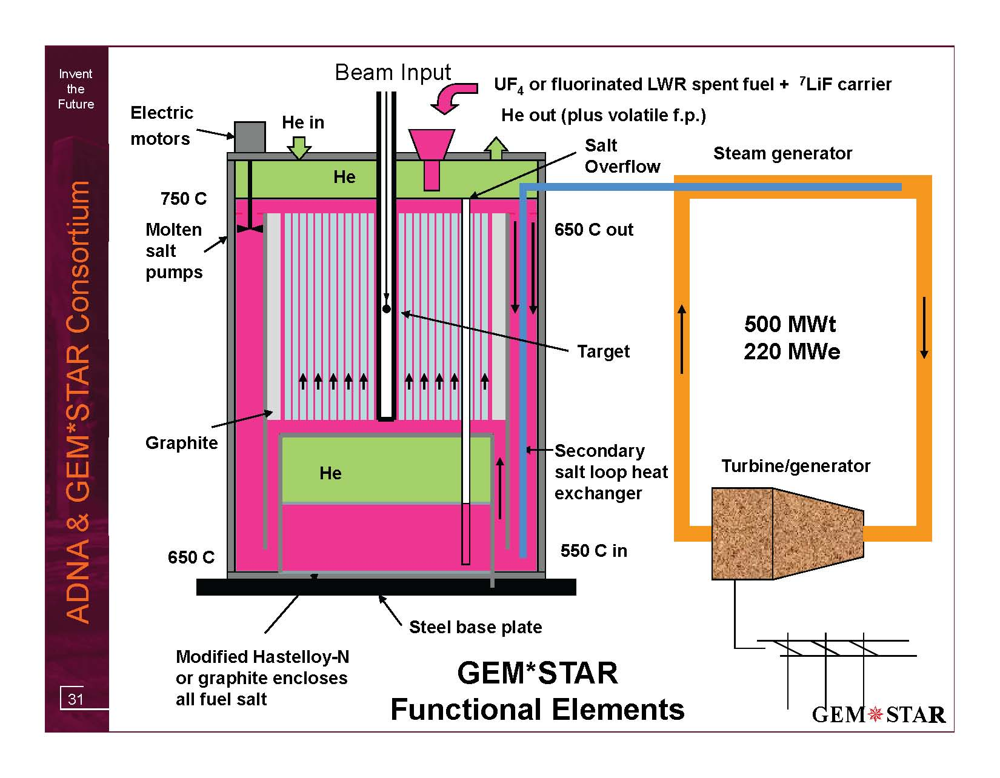 Invent
the
Future
ADNA & GEM*STAR Consortium
31
Beam Input
UF4 or fluorinated LWR spent fuel + 7LiF carrier
He out (plus volatile f.p.)
Electric
motors
He in
Salt
Overflow
Steam generator
He
750 C
Molten
salt
pumps
650 C out
500 MWt
220 MWe
Target
Graphite
He
Secondary
salt loop heat
exchanger
Turbine/generator
650 C
550 C in
Steel base plate
Modified Hastelloy-N
or graphite encloses
all fuel salt
GEM*STAR
Functional Elements
GEM✵STAR